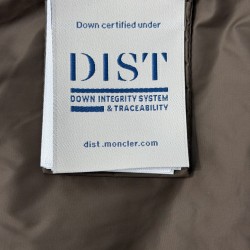 Down certified under
DIST
DOWN INTEGRITY SYSTEM
& TRACEABILITY
dist.moncler.com